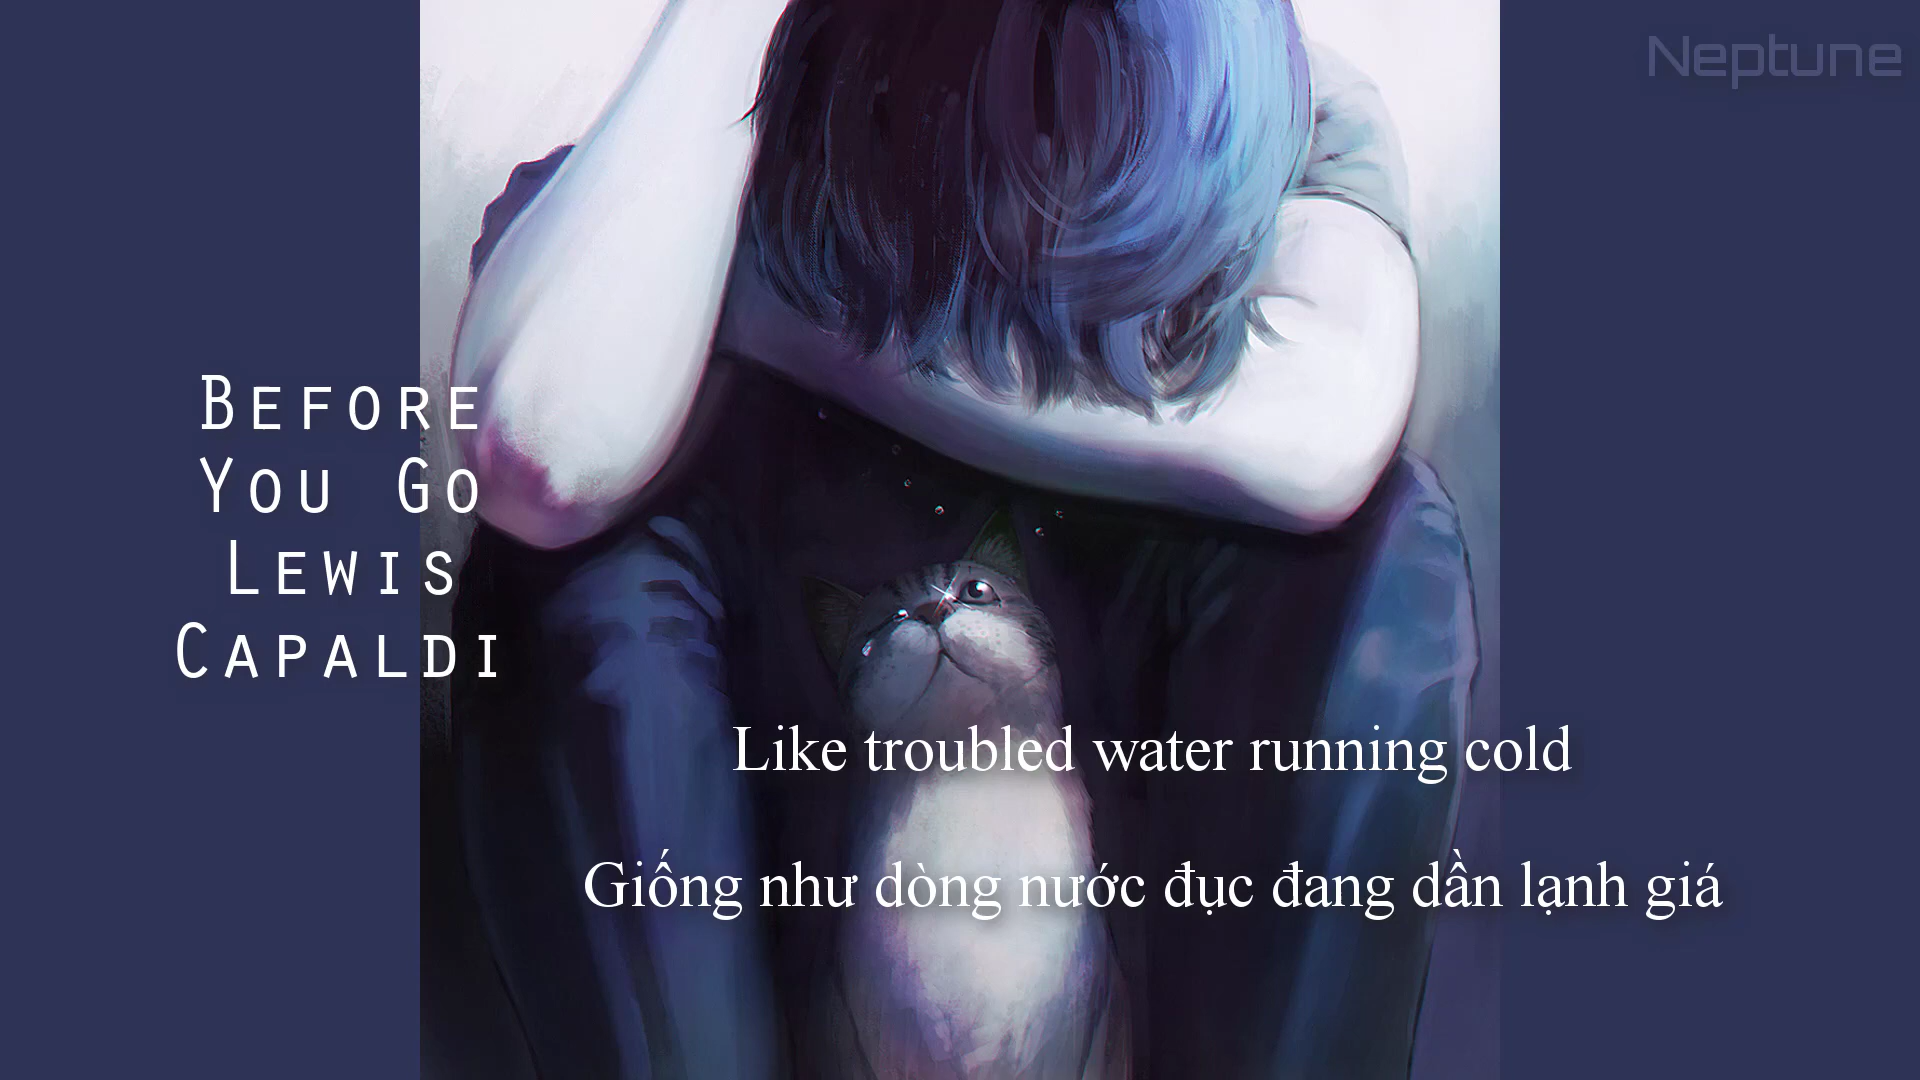 Neptune
Before
You Go
Lewis
Capaldi
Like troubled water running cold
Giống như dòng nước đục đang dần lạnh giá